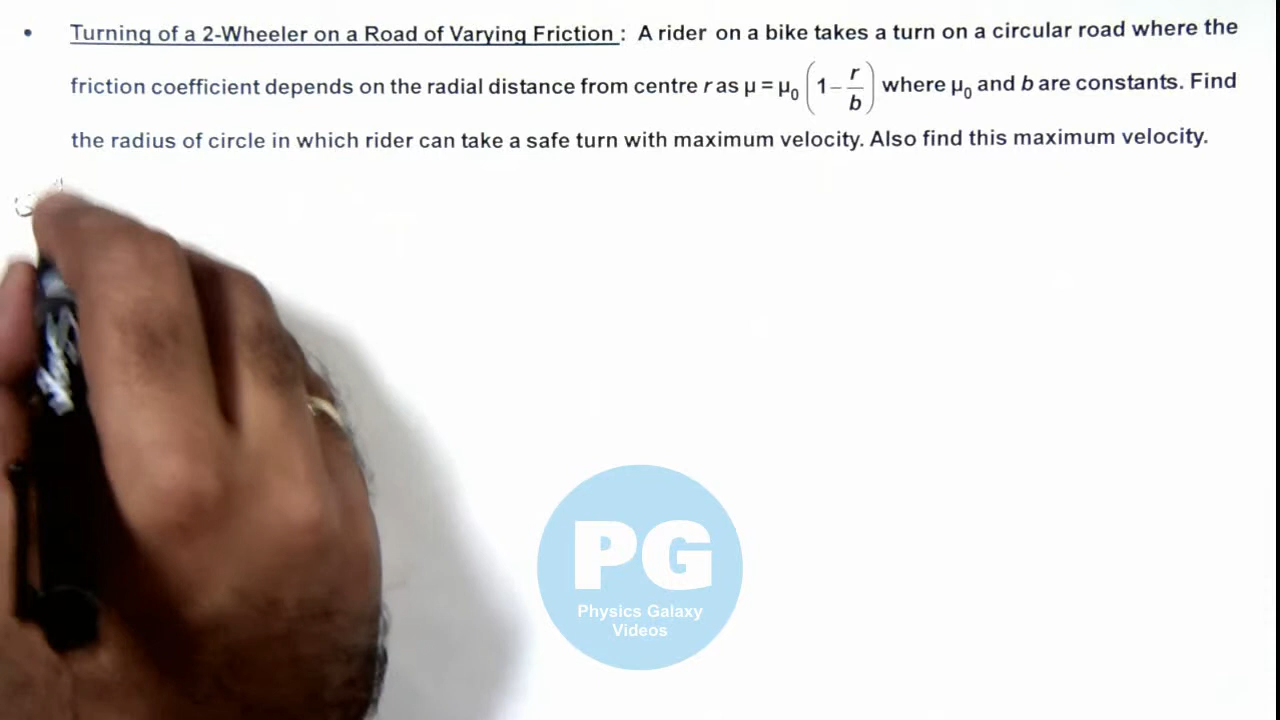 • Turning of a 2-Wheeler on a Road of Varying Friction : A rider on a bike takes a turn on a circular road where the
friction coefficient depends on the radial distance from centre r as μ = μ₀ (1 − r/b) where μ₀ and b are constants. Find
the radius of circle in which rider can take a safe turn with maximum velocity. Also find this maximum velocity.
PG
Physics Galaxy
Videos